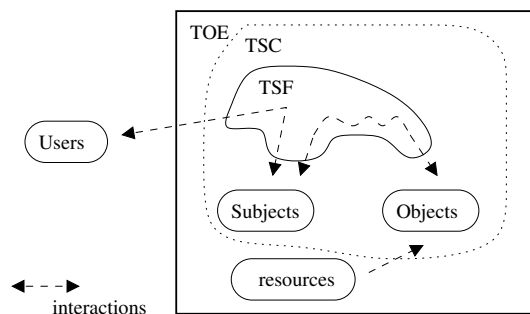 TOE
TSC
TSF
Users
Subjects
Objects
resources
interactions